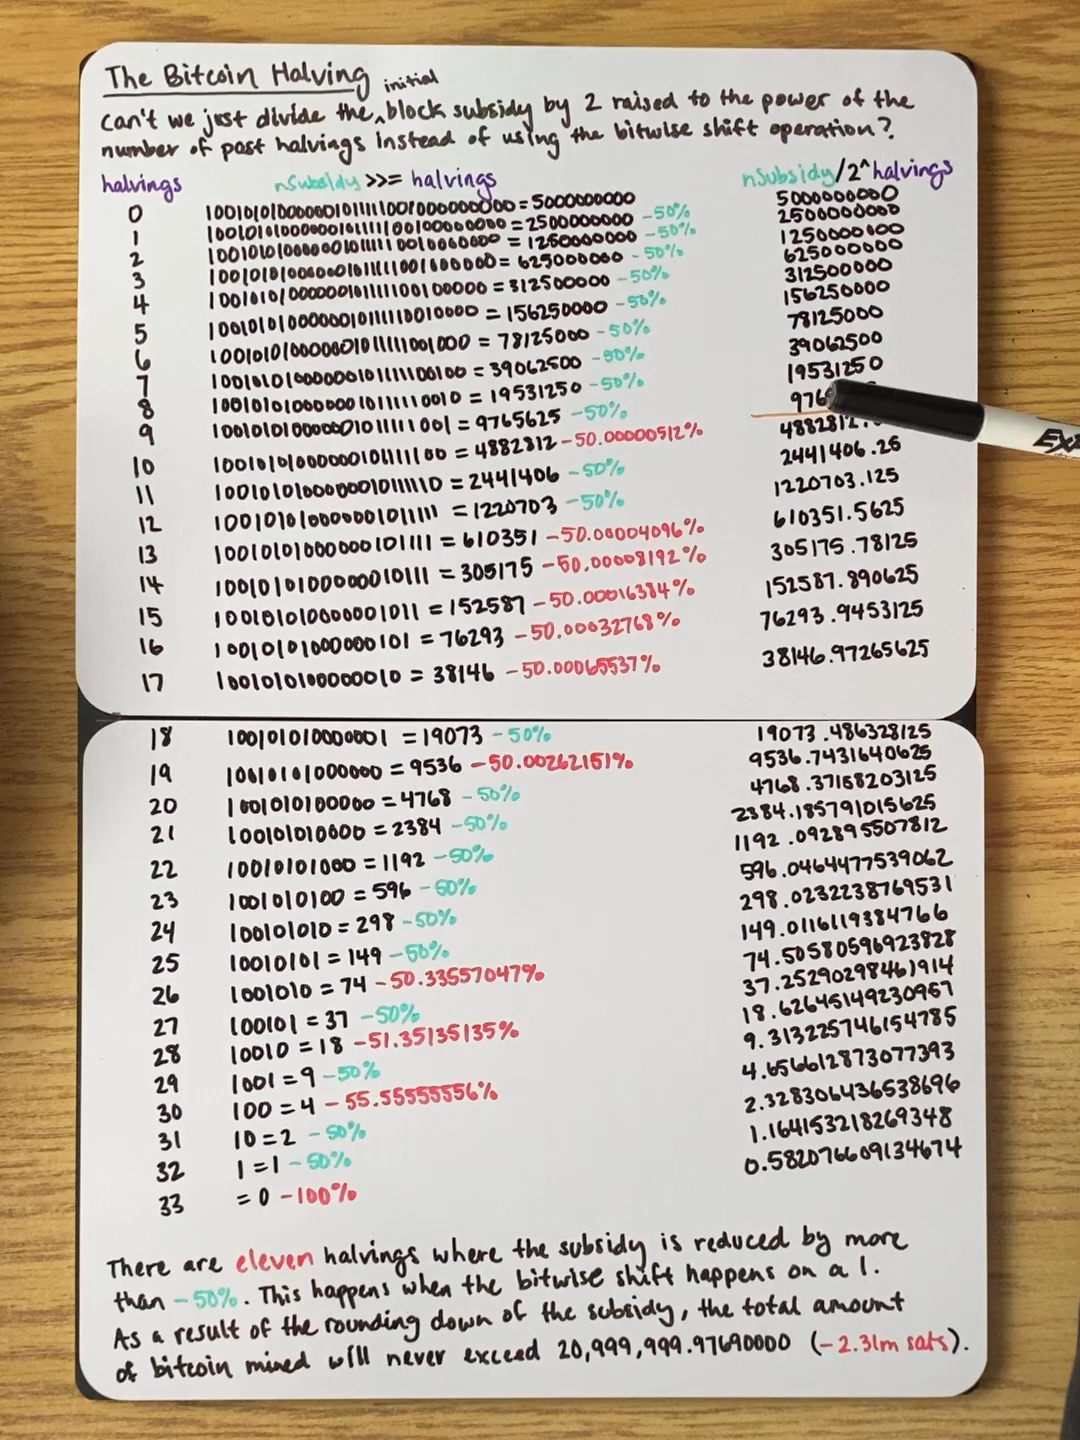 The Bitcoin Halving
can't we just divide the initial block subsidy by 2 raised to the power of the
number of past halvings instead of using the bitwise shift operation?
halvings nSubsidy >>= halvings nSubsidy/2^halvings
0 100101010000001011111001000000000 = 5000000000 5000000000
1 10010101000000101111100100000000 = 2500000000 -50% 2500000000
2 1001010100000010111110010000000 = 1250000000 -50% 1250000000
3 100101010000001011111001000000 = 625000000 -50% 625000000
4 10010101000000101111100100000 = 312500000 -50% 312500000
5 1001010100000010111110010000 = 156250000 -50% 156250000
6 100101010000001011111001000 = 78125000 -50% 78125000
7 10010101000000101111100100 = 39062500 -50% 39062500
8 1001010100000010111110010 = 19531250 -50% 19531250
9 100101010000001011111001 = 9765625 -50% 976
10 10010101000000101111100 = 4882812 -50.00000512% 4882812.
11 1001010100000010111110 = 2441406 -50% 2441406.25
12 100101010000001011111 = 1220703 -50% 1220703.125
13 10010101000000101111 = 610351 -50.00004096% 610351.5625
14 1001010100000010111 = 305175 -50.00008192% 305175.78125
15 100101010000001011 = 152587 -50.00016384% 152587.890625
16 10010101000000101 = 76293 -50.00032768% 76293.9453125
17 1001010100000010 = 38146 -50.00065537% 38146.97265625
18 100101010000001 = 19073 -50% 19073.486328125
19 10010101000000 = 9536 -50.00262151% 9536.7431640625
20 1001010100000 = 4768 -50% 4768.37158203125
21 100101010000 = 2384 -50% 2384.185791015625
22 10010101000 = 1192 -50% 1192.092895507812
23 1001010100 = 596 -50% 596.0464477539062
24 100101010 = 298 -50% 298.0232238769531
25 10010101 = 149 -50% 149.0116119384766
26 1001010 = 74 -50.33557047% 74.50580596923828
27 100101 = 37 -50% 37.25290298461914
28 10010 = 18 -51.35135135% 18.62645149230957
29 1001 = 9 -50% 9.313225746154785
30 100 = 4 -55.55555556% 4.656612873077393
31 10 = 2 -50% 2.328306436538696
32 1 = 1 -50% 1.164153218269348
33 = 0 -100% 0.582076609134674
There are eleven halvings where the subsidy is reduced by more
than -50%. This happens when the bitwise shift happens on a 1.
As a result of the rounding down of the subsidy, the total amount
of bitcoin mined will never exceed 20,999,999.97690000 (-2.31m sats).
EXP